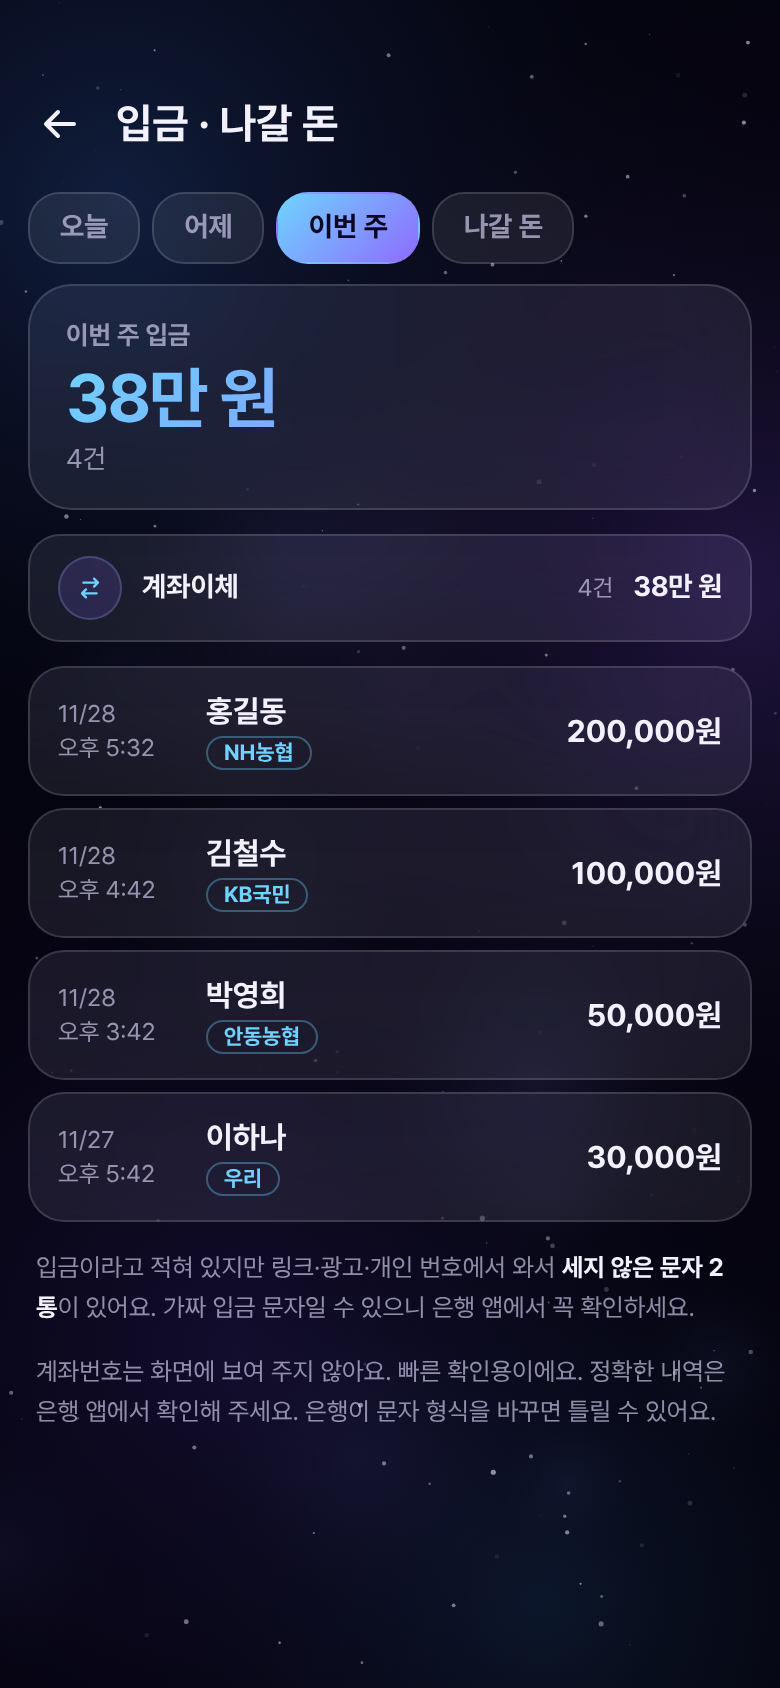 입금 · 나갈 돈
오늘
어제
이번 주
나갈 돈
이번 주 입금
38만 원
4건
계좌이체
4건 38만 원
11/28
오후 5:32
홍길동
NH농협
200,000원
11/28
오후 4:42
김철수
KB국민
100,000원
11/28
오후 3:42
박영희
안동농협
50,000원
11/27
오후 5:42
이하나
우리
30,000원
입금이라고 적혀 있지만 링크·광고·개인 번호에서 와서 세지 않은 문자 2
통이 있어요. 가짜 입금 문자일 수 있으니 은행 앱에서 꼭 확인하세요.
계좌번호는 화면에 보여 주지 않아요. 빠른 확인용이에요. 정확한 내역은
은행 앱에서 확인해 주세요. 은행이 문자 형식을 바꾸면 틀릴 수 있어요.